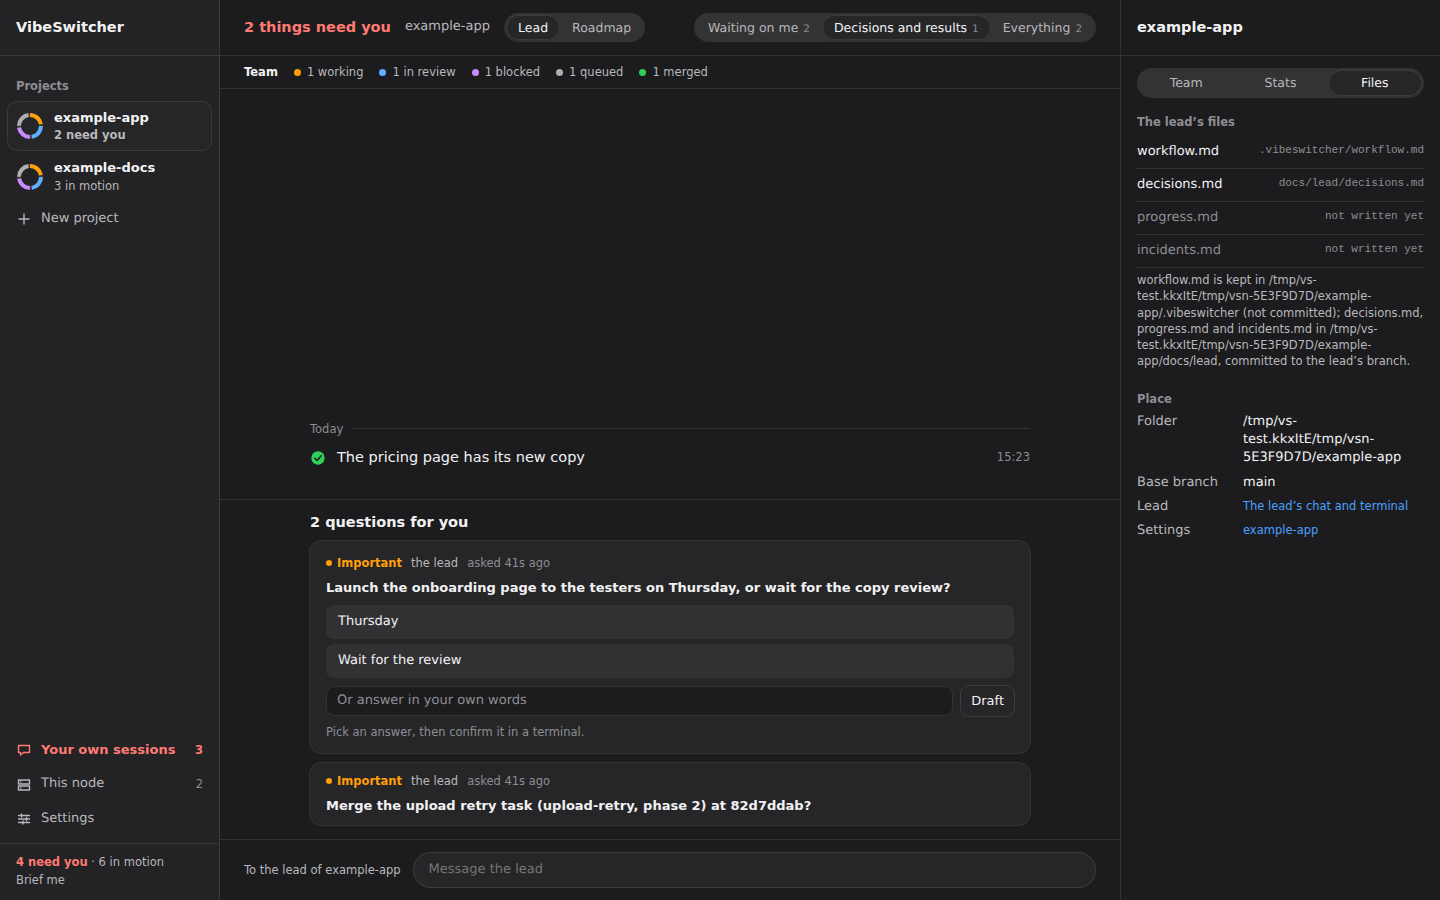 VibeSwitcher
Projects
example-app
2 need you
example-docs
3 in motion
New project
Your own sessions 3
This node 2
Settings
4 need you · 6 in motion
Brief me
2 things need you example-app Lead Roadmap Waiting on me 2 Decisions and results 1 Everything 2
Team 1 working 1 in review 1 blocked 1 queued 1 merged
Today
The pricing page has its new copy 15:23
2 questions for you
Important the lead asked 41s ago
Launch the onboarding page to the testers on Thursday, or wait for the copy review?
Thursday
Wait for the review
Or answer in your own words Draft
Pick an answer, then confirm it in a terminal.
Important the lead asked 41s ago
Merge the upload retry task (upload-retry, phase 2) at 82d7ddab?
To the lead of example-app Message the lead
example-app
Team Stats Files
The lead’s files
workflow.md .vibeswitcher/workflow.md
decisions.md docs/lead/decisions.md
progress.md not written yet
incidents.md not written yet
workflow.md is kept in /tmp/vs-
test.kkxItE/tmp/vsn-5E3F9D7D/example-
app/.vibeswitcher (not committed); decisions.md,
progress.md and incidents.md in /tmp/vs-
test.kkxItE/tmp/vsn-5E3F9D7D/example-
app/docs/lead, committed to the lead’s branch.
Place
Folder /tmp/vs-
test.kkxItE/tmp/vsn-
5E3F9D7D/example-app
Base branch main
Lead The lead’s chat and terminal
Settings example-app